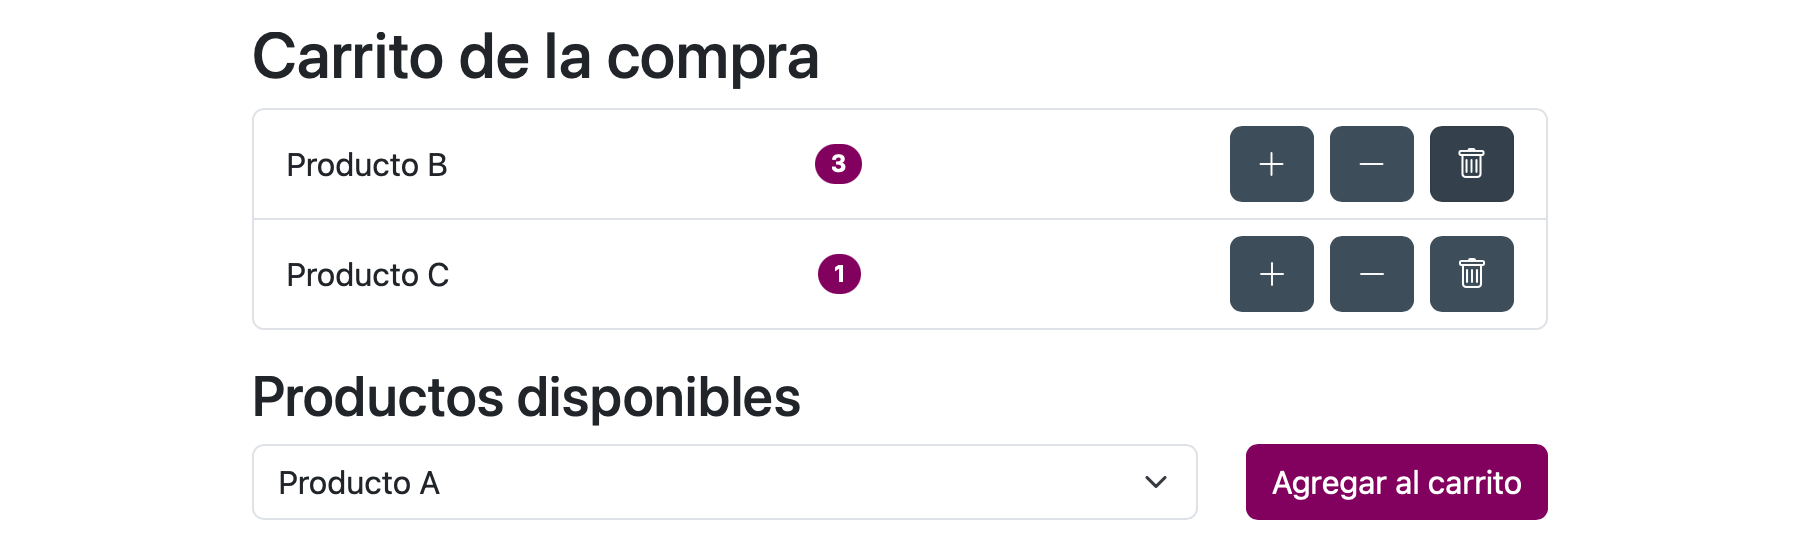 Carrito de la compra
Producto B 3
Producto C 1
Productos disponibles
Producto A
Agregar al carrito